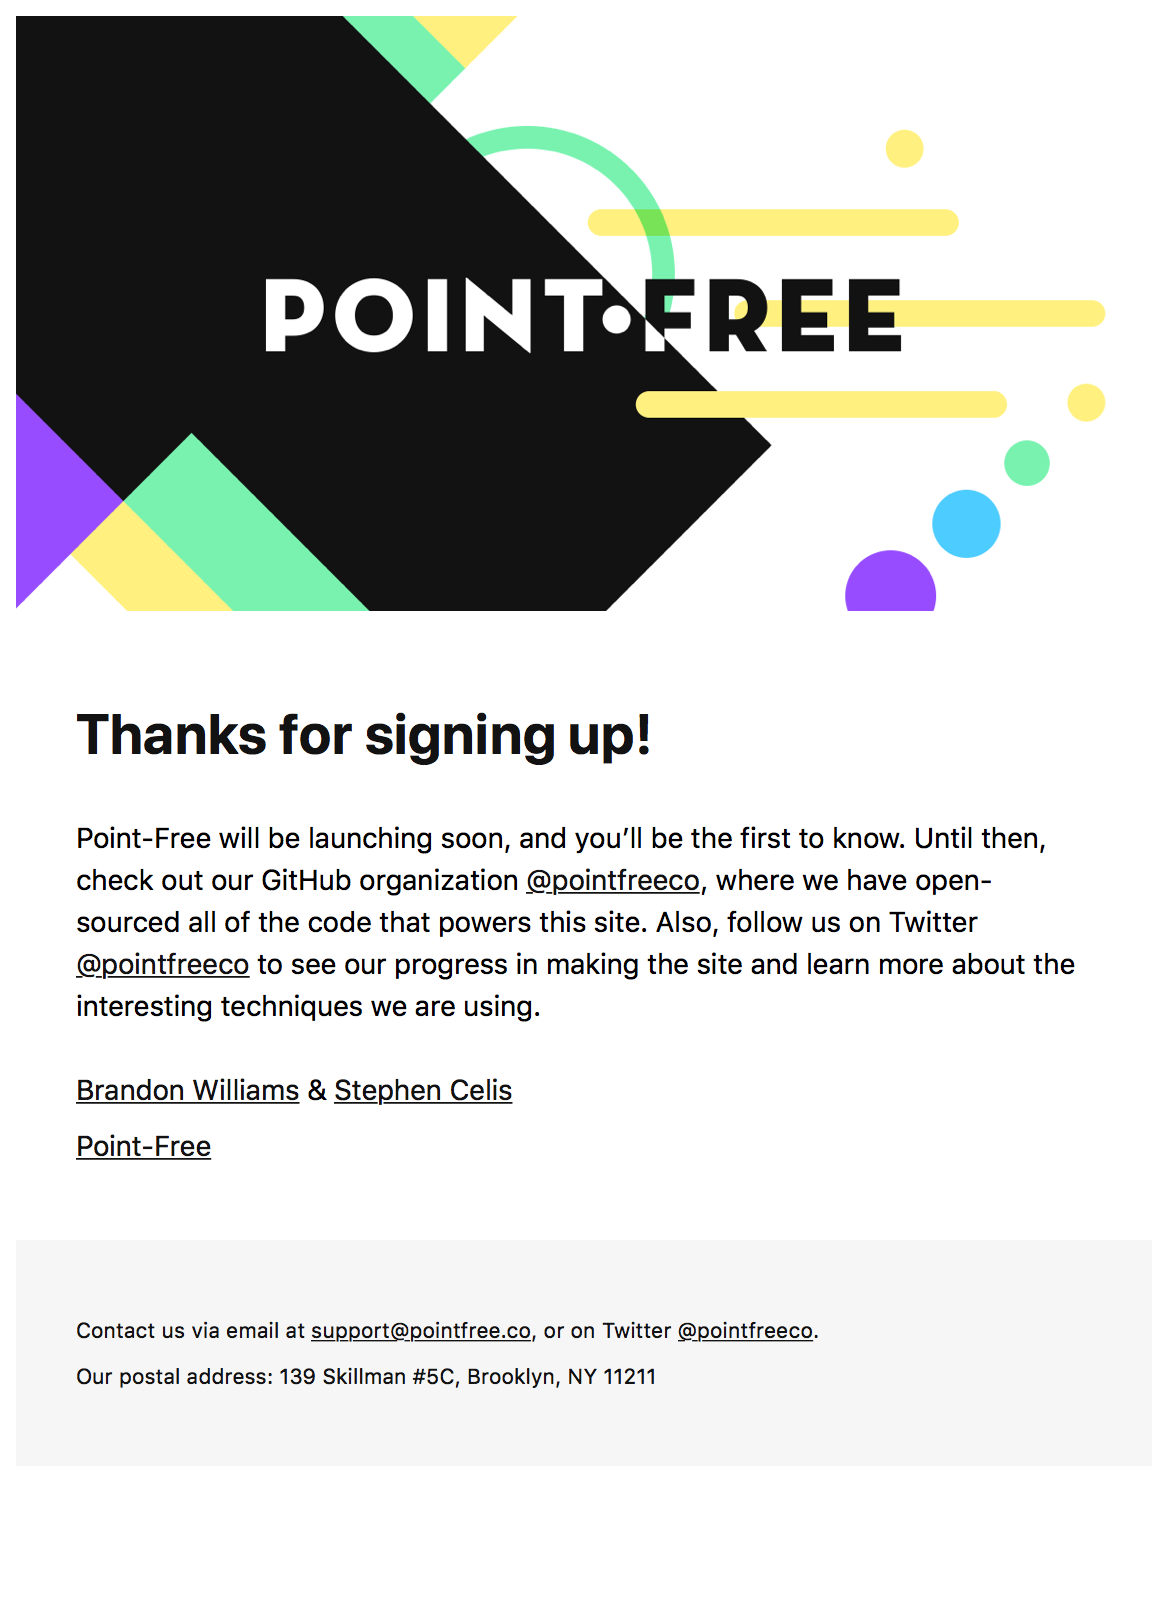 POINT•FREE
Thanks for signing up!
Point-Free will be launching soon, and you’ll be the first to know. Until then,
check out our GitHub organization @pointfreeco, where we have open-
sourced all of the code that powers this site. Also, follow us on Twitter
@pointfreeco to see our progress in making the site and learn more about the
interesting techniques we are using.
Brandon Williams & Stephen Celis
Point-Free
Contact us via email at support@pointfree.co, or on Twitter @pointfreeco.
Our postal address: 139 Skillman #5C, Brooklyn, NY 11211